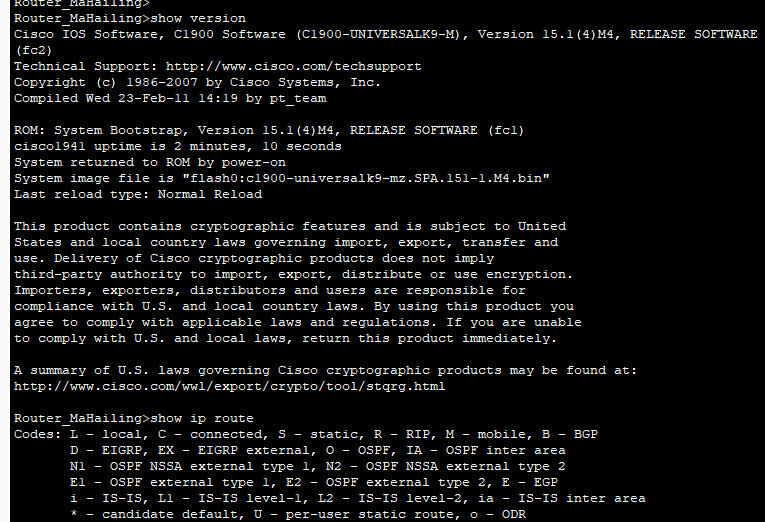 Router_MaHailing>
Router_MaHailing>show version
Cisco IOS Software, C1900 Software (C1900-UNIVERSALK9-M), Version 15.1(4)M4, RELEASE SOFTWARE
(fc2)
Technical Support: http://www.cisco.com/techsupport
Copyright (c) 1986-2007 by Cisco Systems, Inc.
Compiled Wed 23-Feb-11 14:19 by pt_team

ROM: System Bootstrap, Version 15.1(4)M4, RELEASE SOFTWARE (fc1)
cisco1941 uptime is 2 minutes, 10 seconds
System returned to ROM by power-on
System image file is "flash0:c1900-universalk9-mz.SPA.151-1.M4.bin"
Last reload type: Normal Reload

This product contains cryptographic features and is subject to United
States and local country laws governing import, export, transfer and
use. Delivery of Cisco cryptographic products does not imply
third-party authority to import, export, distribute or use encryption.
Importers, exporters, distributors and users are responsible for
compliance with U.S. and local country laws. By using this product you
agree to comply with applicable laws and regulations. If you are unable
to comply with U.S. and local laws, return this product immediately.

A summary of U.S. laws governing Cisco cryptographic products may be found at:
http://www.cisco.com/wwl/export/crypto/tool/stqrg.html

Router_MaHailing>show ip route
Codes: L - local, C - connected, S - static, R - RIP, M - mobile, B - BGP
D - EIGRP, EX - EIGRP external, O - OSPF, IA - OSPF inter area
N1 - OSPF NSSA external type 1, N2 - OSPF NSSA external type 2
E1 - OSPF external type 1, E2 - OSPF external type 2, E - EGP
i - IS-IS, L1 - IS-IS level-1, L2 - IS-IS level-2, ia - IS-IS inter area
* - candidate default, U - per-user static route, o - ODR